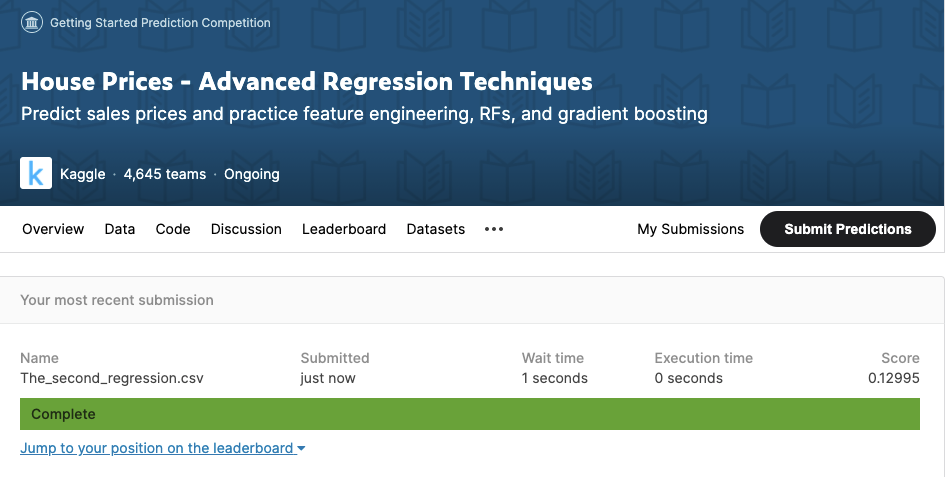 Getting Started Prediction Competition
House Prices - Advanced Regression Techniques
Predict sales prices and practice feature engineering, RFs, and gradient boosting
k Kaggle · 4,645 teams · Ongoing
Overview Data Code Discussion Leaderboard Datasets ••• My Submissions Submit Predictions
Your most recent submission
Name Submitted Wait time Execution time Score
The_second_regression.csv just now 1 seconds 0 seconds 0.12995
Complete
Jump to your position on the leaderboard